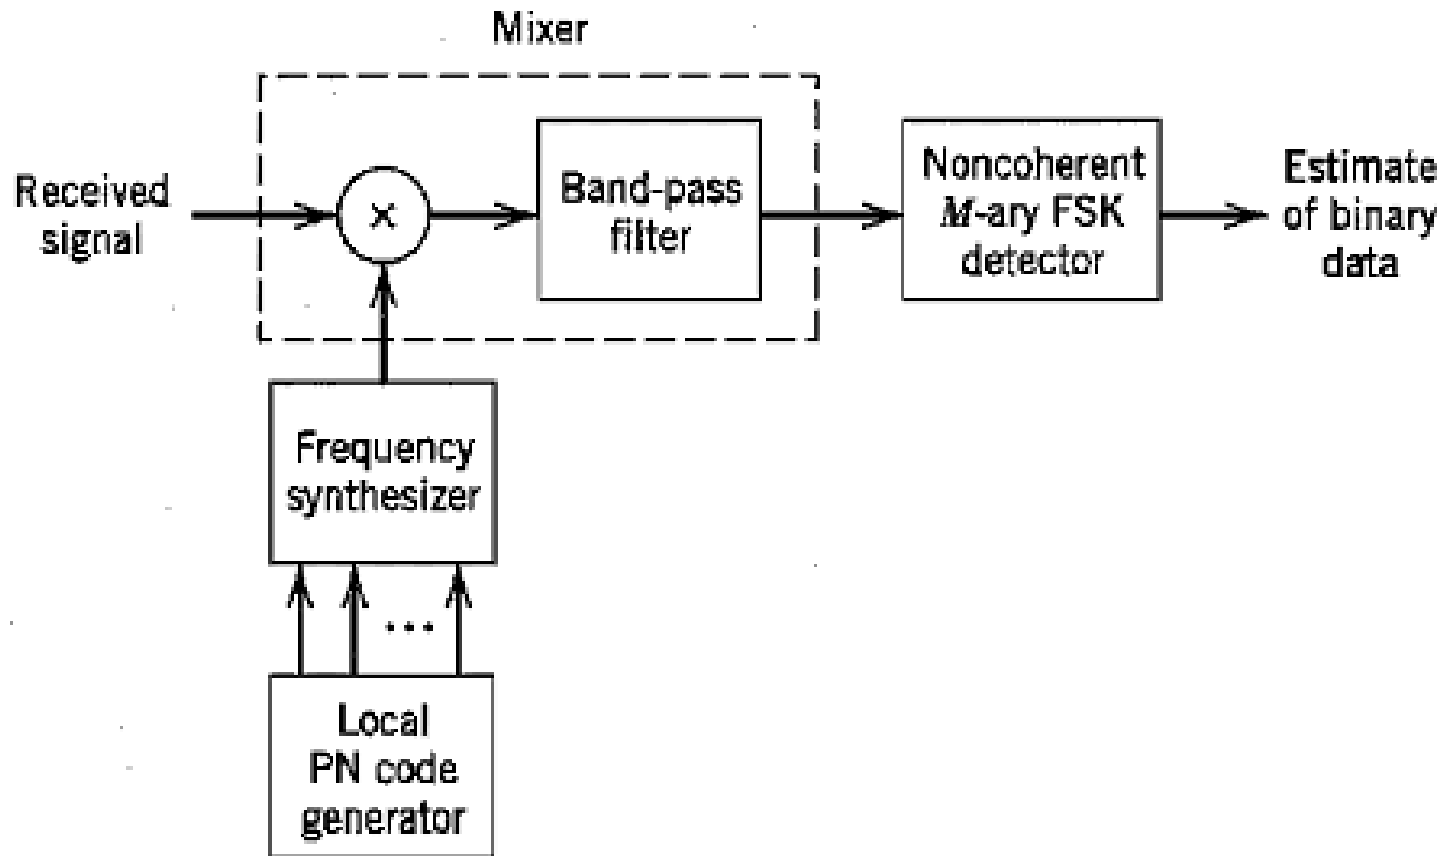 Mixer
Received
signal
×
Band-pass
filter
Noncoherent
M-ary FSK
detector
Estimate
of binary
data
Frequency
synthesizer
...
Local
PN code
generator